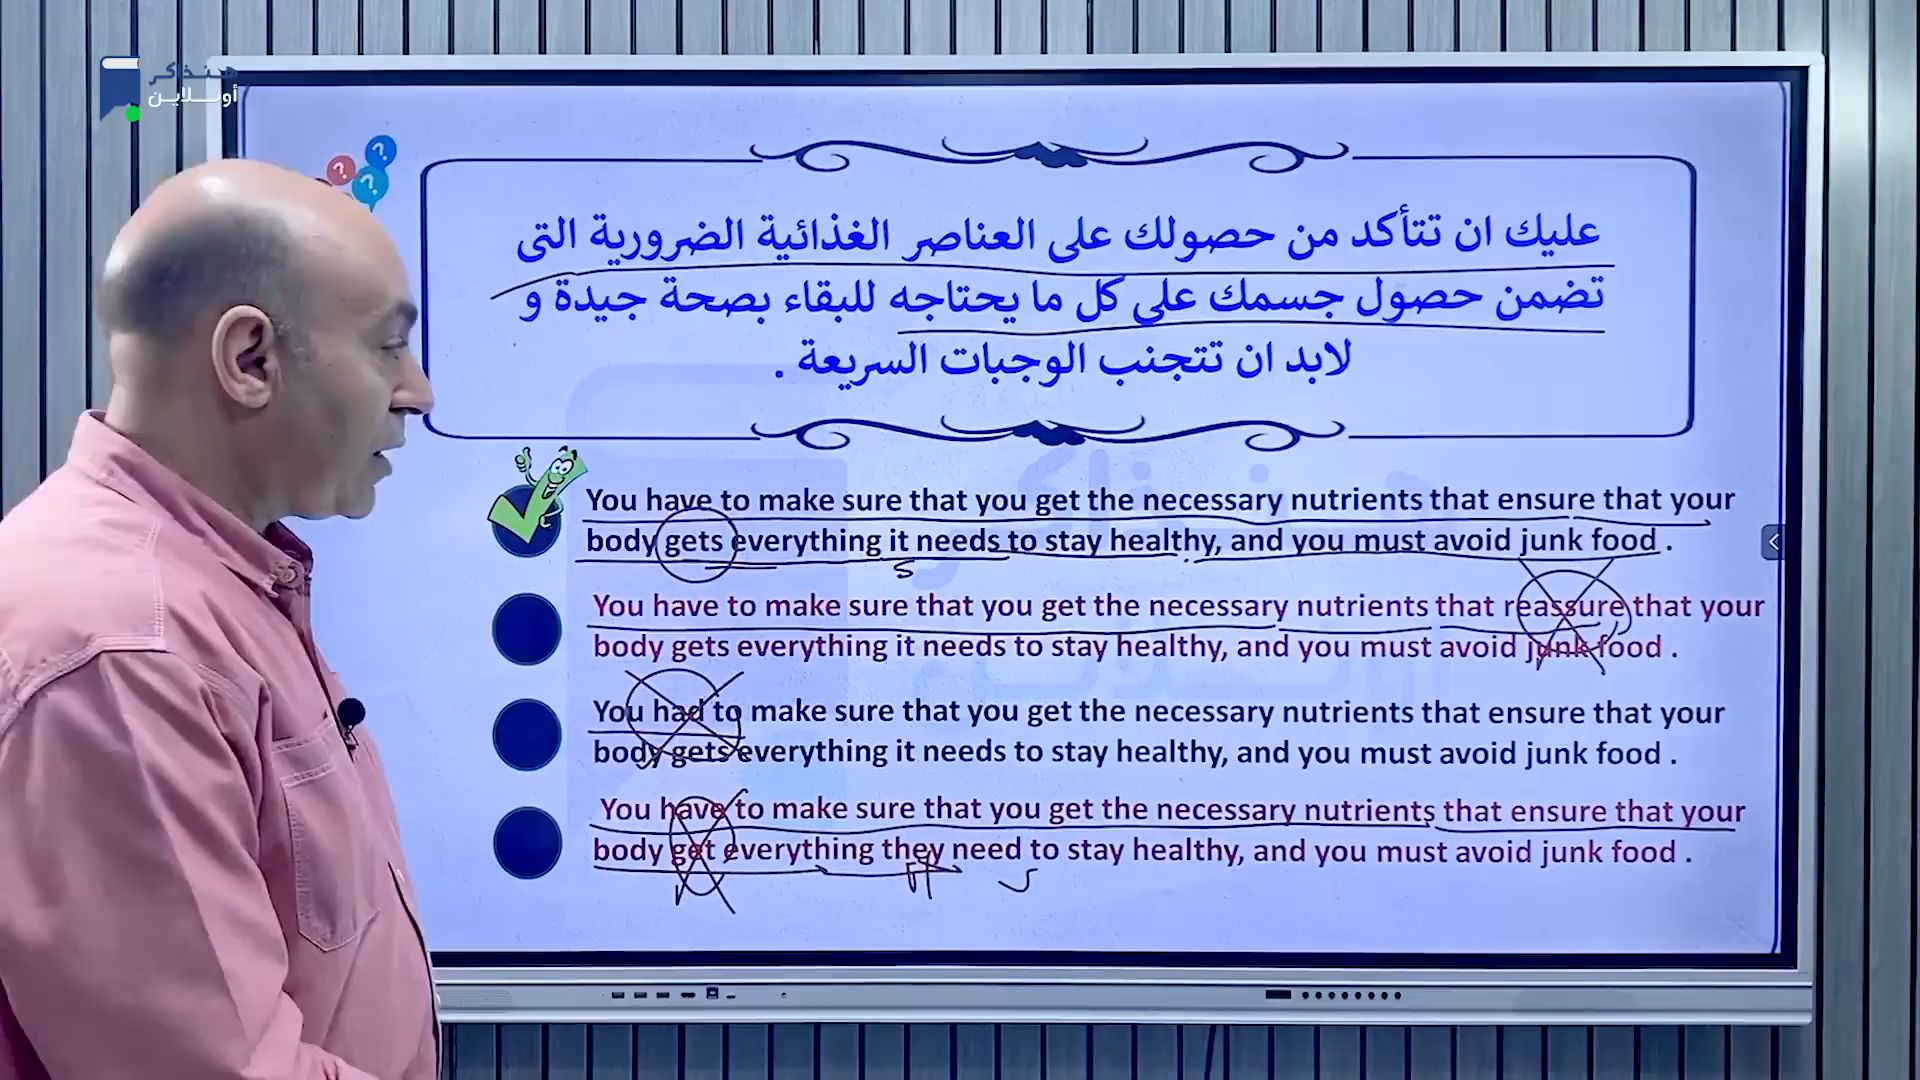 هنذاكر
أونلاين
عليك ان تتأكد من حصولك على العناصر الغذائية الضرورية التى
تضمن حصول جسمك على كل ما يحتاجه للبقاء بصحة جيدة و
لابد ان تتجنب الوجبات السريعة .
You have to make sure that you get the necessary nutrients that ensure that your
body gets everything it needs to stay healthy, and you must avoid junk food .
s
You have to make sure that you get the necessary nutrients that reassure that your
body gets everything it needs to stay healthy, and you must avoid junk food .
You had to make sure that you get the necessary nutrients that ensure that your
body gets everything it needs to stay healthy, and you must avoid junk food .
You have to make sure that you get the necessary nutrients that ensure that your
body get everything they need to stay healthy, and you must avoid junk food .
it s